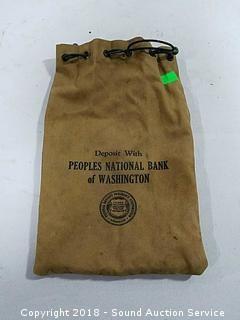 Deposit With
PEOPLES NATIONAL BANK
of WASHINGTON
Copyright 2018 - Sound Auction Service